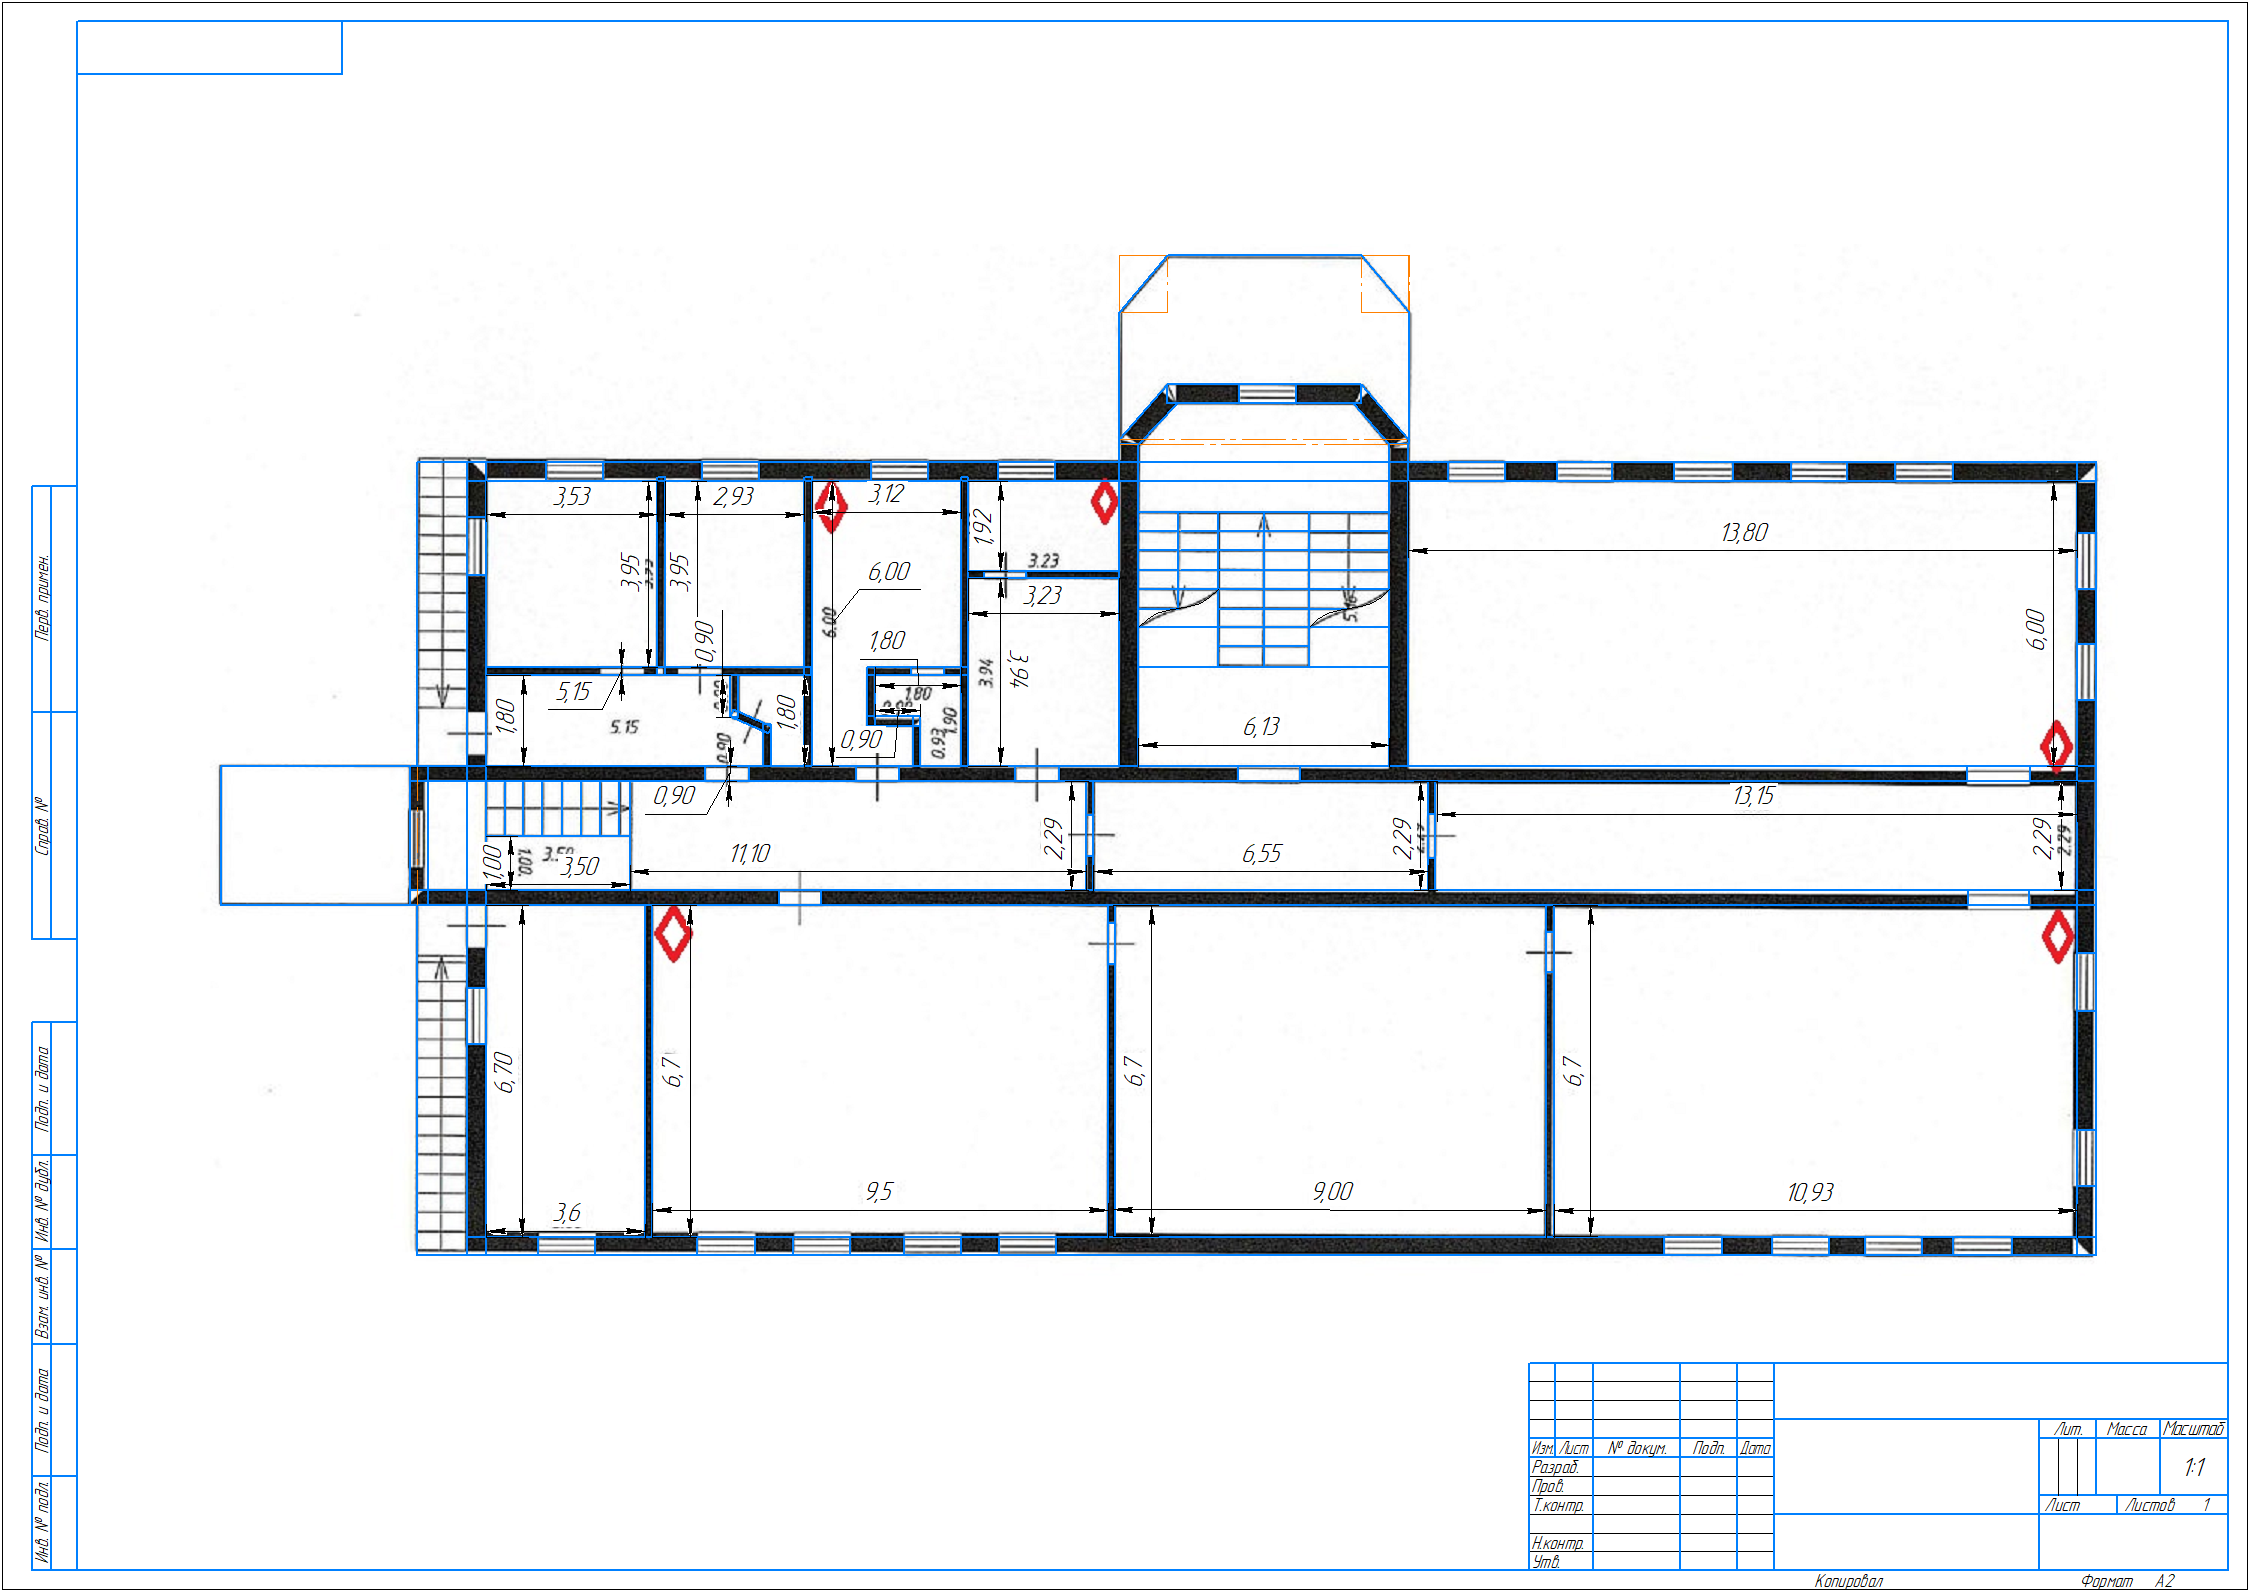 3,53
2,93
3,12
1,92
13,80
3.23
3,95
3,95
6,00
3,23
6.00
0,90
1,80
3.94
3,94
6,00
5,15
1,80
5.15
1,80
1.80
1.90
0.93
0,90
0.90
6,13
0,90
13,15
1,00
1.00.
3,50
11,10
2,29
6,55
2,29
2,29
2.29
6,70
6,7
6,7
6,7
3,6
9,5
9,00
10,93
Перв. примен.
Справ. №
Подп. и дата
Инв. № дубл.
Взам. инв. №
Подп. и дата
Инв. № подл.
Лит. Масса Масштаб
Изм. Лист № докум. Подп. Дата
Разраб.
1:1
Пров.
Т.контр.
Лист Листов 1
Н.контр.
Утв.
Копировал Формат А2